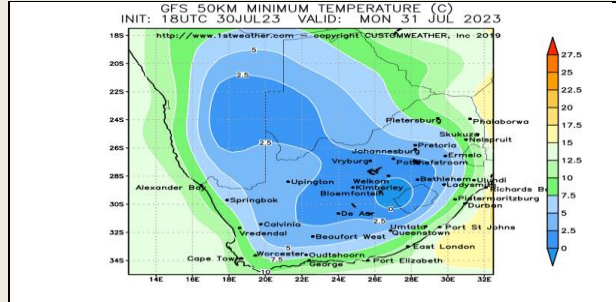 GFS 50KM MINIMUM TEMPERATURE (C)
INIT: 18UTC 30JUL23 VALID: MON 31 JUL 2023
http://www.1stweather.com — copyright CUSTOMWEATHER, Inc 2019
18S
20S
22S
24S
26S
28S
30S
32S
34S
5
2.5
2.5
Pietersburg
Phalaborwa
Skukuza
Nelspruit
Pretoria
Johannesburg
Ermelo
Vryburg
Potchefstroom
Welkom
Bethlehem
Ulundi
Alexander Bay
Upington
Kimberley
Ladysmith
Richards Ba
Bloemfontein
0
Springbok
Pietermaritzburg
Durban
De Aar
2.5
Calvinia
Umtata
Port St Johns
Vredendal
Beaufort West
Queenstown
5
East London
Cape Town
Worcester
7.5
Oudtshoorn
George
Port Elizabeth
10
14E 16E 18E 20E 22E 24E 26E 28E 30E 32E
27.5
25
22.5
20
17.5
15
12.5
10
7.5
5
2.5
0